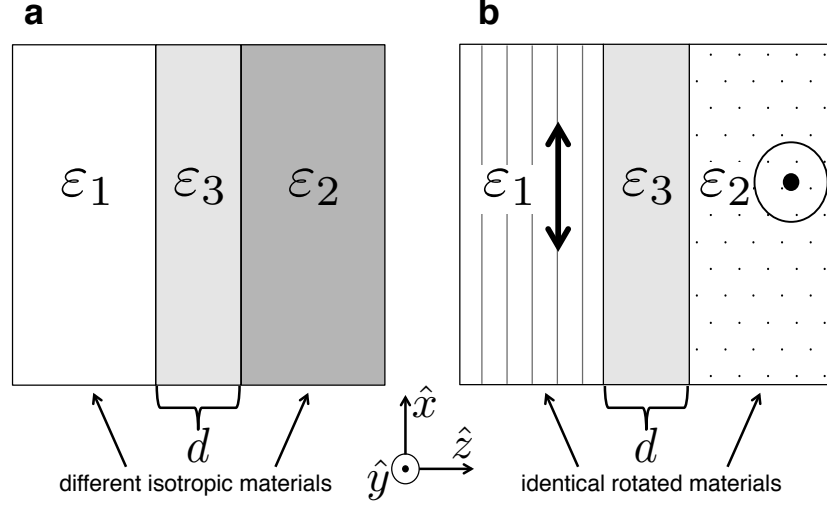 a
b
ε1 ε3 ε2
ε1 ε3 ε2
d
d
x̂
ŷ ẑ
different isotropic materials
identical rotated materials